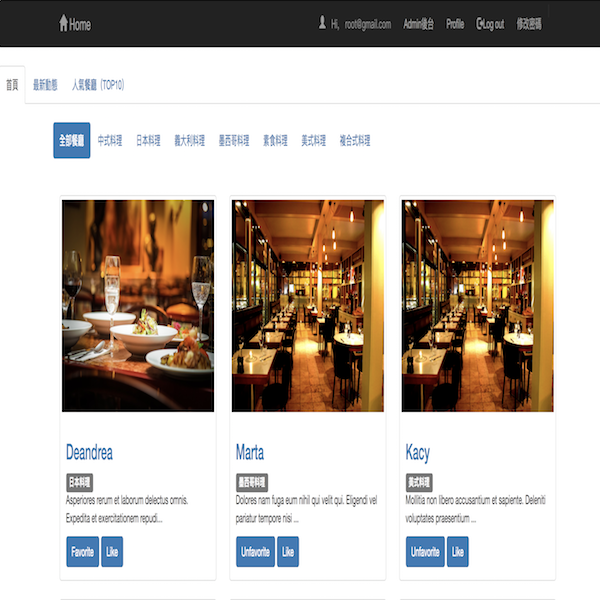 Home
Hi, root@gmail.com Admin後台 Profile Log out 修改密碼
首頁 最新動態 人氣餐廳 (TOP10)
全部餐廳 中式料理 日本料理 義大利料理 墨西哥料理 素食料理 美式料理 複合式料理
Deandrea
日本料理
Asperiores rerum et laborum delectus omnis.
Expedita et exercitationem repudi...
Favorite Like
Marta
墨西哥料理
Dolores nam fuga eum nihil qui velit qui. Eligendi vel
pariatur tempore nisi ...
Unfavorite Like
Kacy
美式料理
Mollitia non libero accusantium et sapiente. Deleniti
voluptates praesentium ...
Unfavorite Like